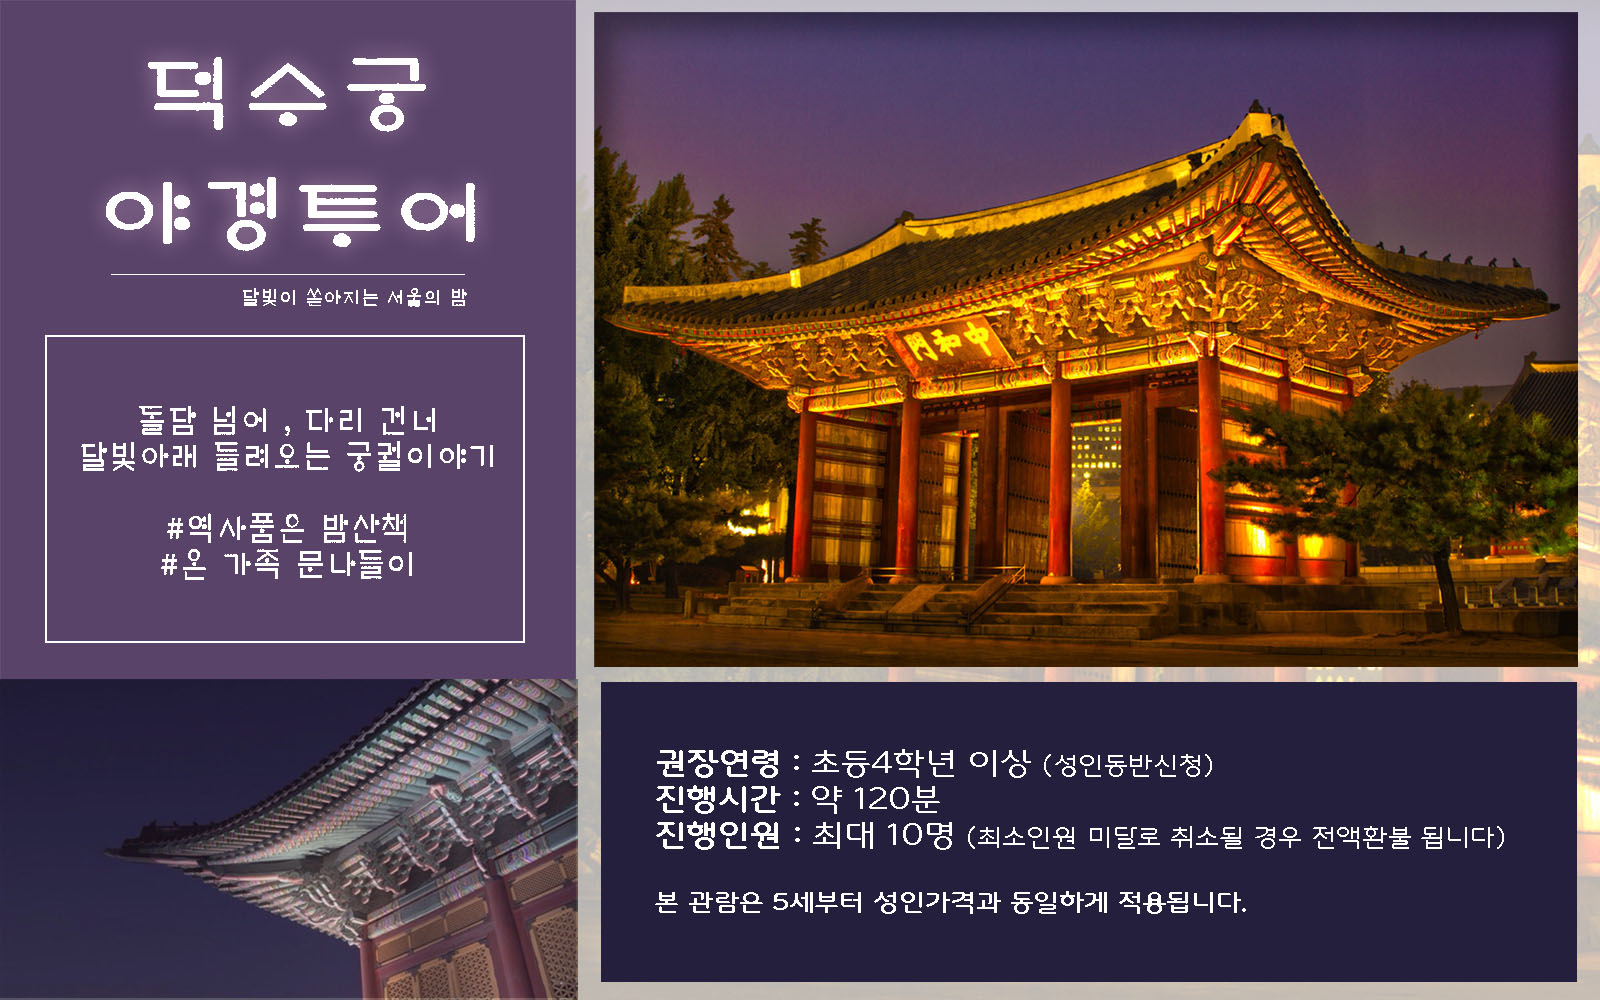 덕수궁
야경투어
달빛이 쏟아지는 서울의 밤
돌담 넘어 , 다리 건너
달빛아래 들려오는 궁궐이야기
#역사품은 밤산책
#온 가족 문나들이
中和門
권장연령 : 초등4학년 이상 (성인동반신청)
진행시간 : 약 120분
진행인원 : 최대 10명 (최소인원 미달로 취소될 경우 전액환불 됩니다)
본 관람은 5세부터 성인가격과 동일하게 적용됩니다.